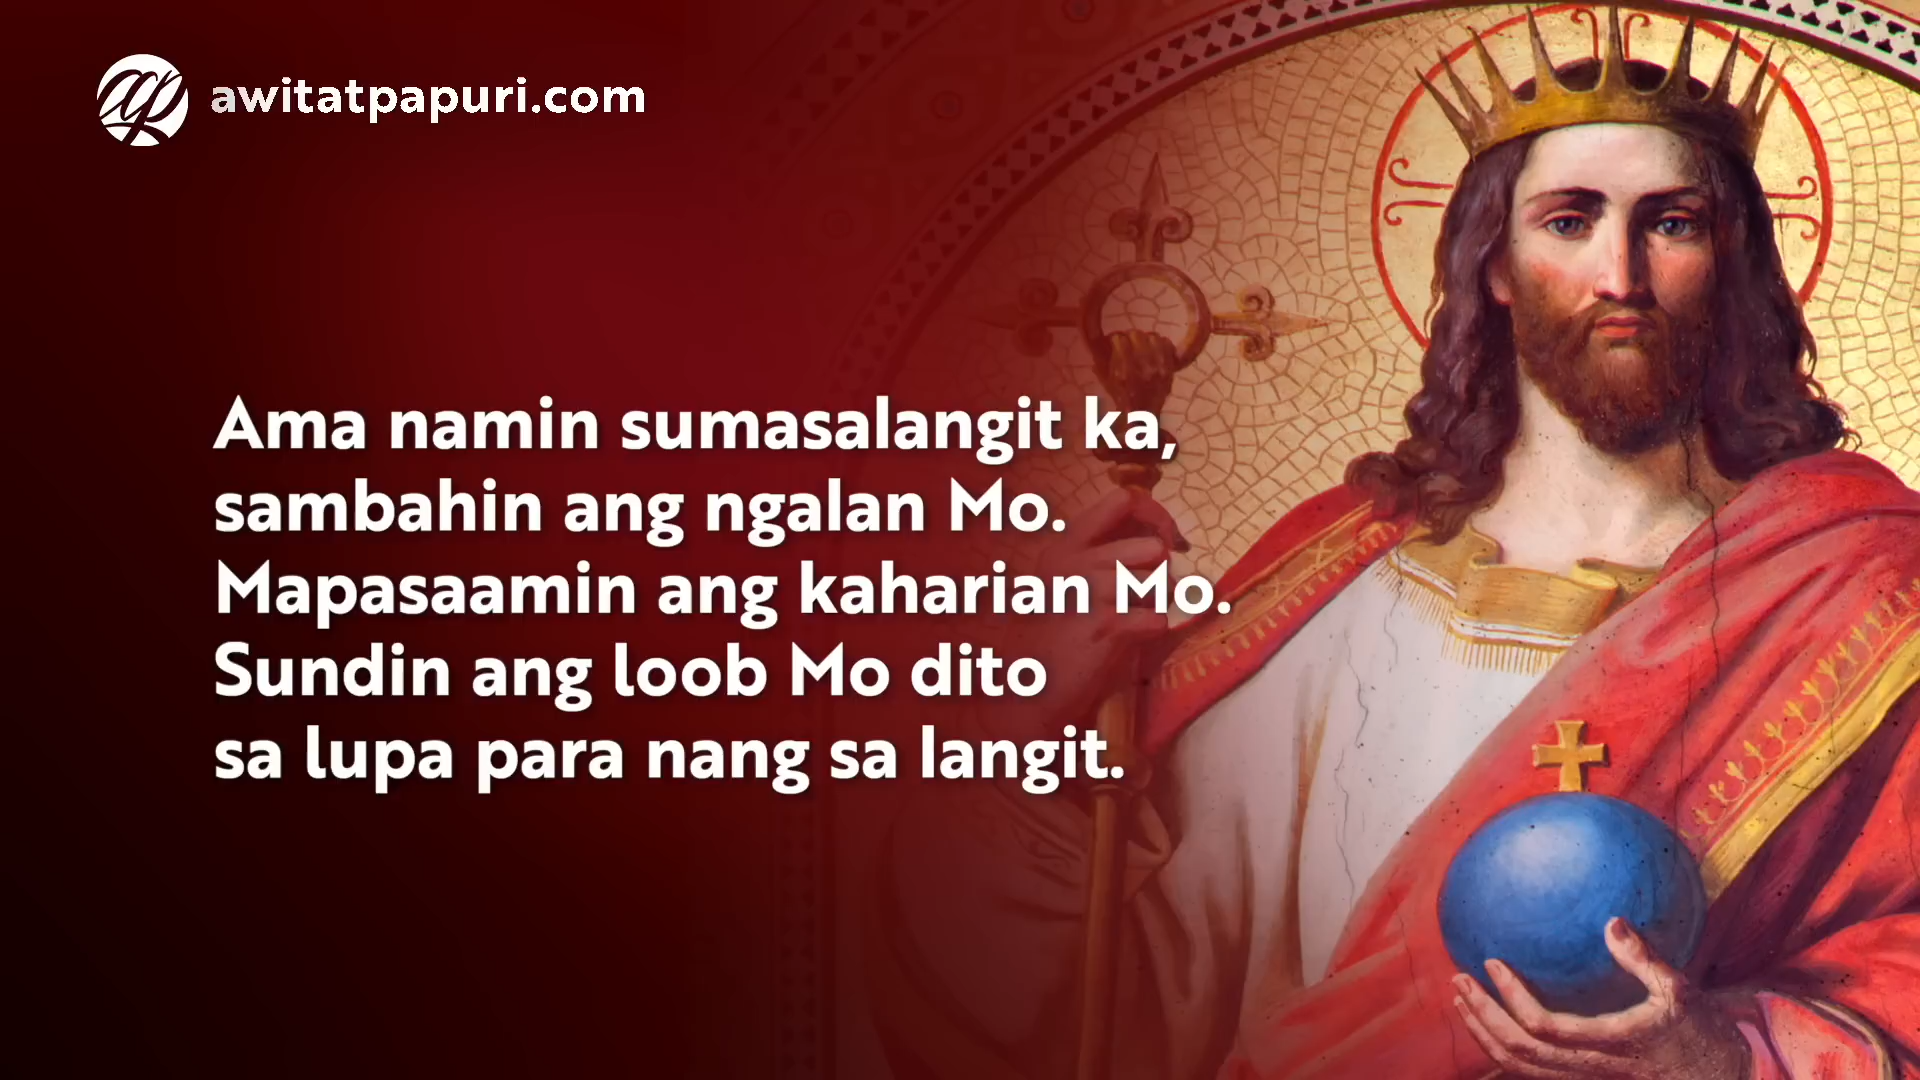 awitatpapuri.com
Ama namin sumasalangit ka,
sambahin ang ngalan Mo.
Mapasaamin ang kaharian Mo.
Sundin ang loob Mo dito
sa lupa para nang sa langit.